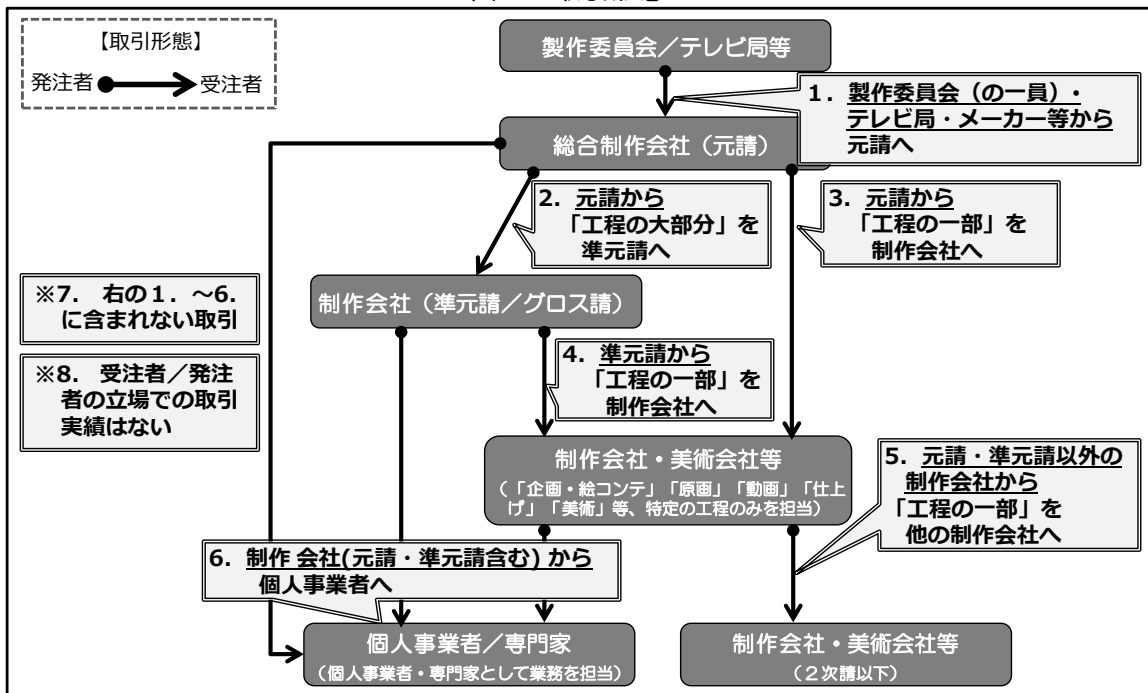 【取引形態】
発注者
受注者
製作委員会/テレビ局等
1. 製作委員会(の一員)・
テレビ局・メーカー等から
元請へ
総合制作会社(元請)
2. 元請から
「工程の大部分」を
準元請へ
3. 元請から
「工程の一部」を
制作会社へ
※7. 右の1.~6.
に含まれない取引
制作会社(準元請/グロス請)
※8. 受注者/発注
者の立場での取引
実績はない
4. 準元請から
「工程の一部」を
制作会社へ
制作会社・美術会社等
(「企画・絵コンテ」「原画」「動画」「仕上
げ」「美術」等、特定の工程のみを担当)
5. 元請・準元請以外の
制作会社から
「工程の一部」を
他の制作会社へ
6. 制作 会社(元請・準元請含む) から
個人事業者へ
個人事業者/専門家
(個人事業者・専門家として業務を担当)
制作会社・美術会社等
(2次請以下)